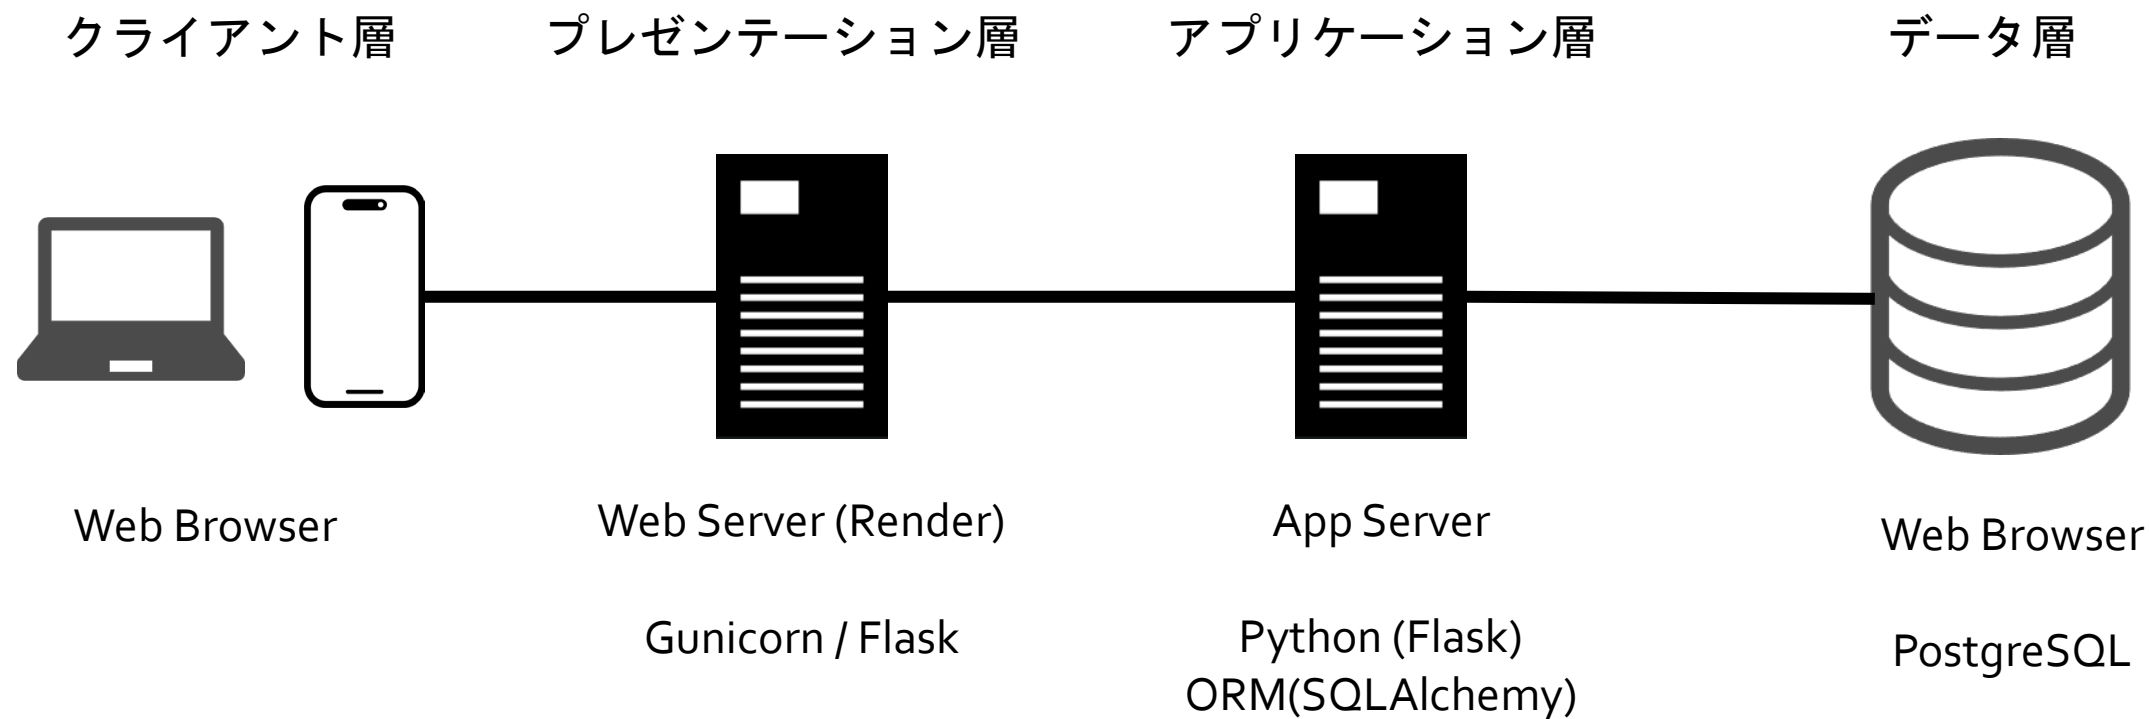 クライアント層
プレゼンテーション層
アプリケーション層
データ層
Web Browser
Web Server (Render)
Gunicorn / Flask
App Server
Python (Flask)
ORM(SQLAlchemy)
Web Browser
PostgreSQL